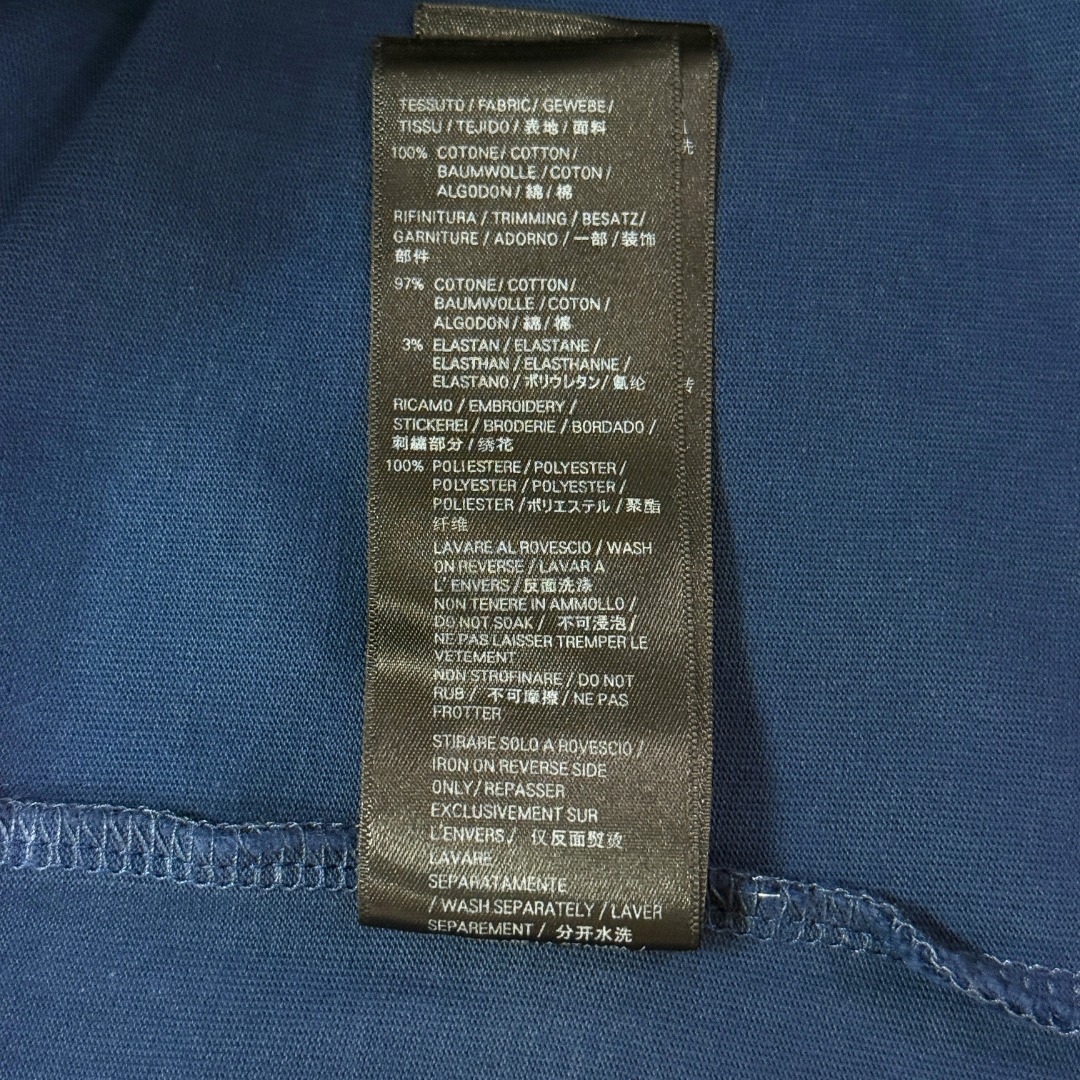 TESSUTO / FABRIC / GEWEBE /
TISSU / TEJIDO / 表地 / 面料
100% COTONE / COTTON /
BAUMWOLLE / COTON /
ALGODON / 綿 / 棉
RIFINITURA / TRIMMING / BESATZ /
GARNITURE / ADORNO / 一部 / 装饰
部件
97% COTONE / COTTON /
BAUMWOLLE / COTON /
ALGODON / 綿 / 棉
3% ELASTAN / ELASTANE /
ELASTHAN / ELASTHANNE /
ELASTANO / ポリウレタン / 氨纶
RICAMO / EMBROIDERY /
STICKEREI / BRODERIE / BORDADO /
刺繍部分 / 绣花
100% POLIESTERE / POLYESTER /
POLYESTER / POLYESTER /
POLIESTER / ポリエステル / 聚酯
纤维
LAVARE AL ROVESCIO / WASH
ON REVERSE / LAVAR A
L' ENVERS / 反面洗涤
NON TENERE IN AMMOLLO /
DO NOT SOAK / 不可浸泡 /
NE PAS LAISSER TREMPER LE
VETEMENT
NON STROFINARE / DO NOT
RUB / 不可摩擦 / NE PAS
FROTTER
STIRARE SOLO A ROVESCIO /
IRON ON REVERSE SIDE
ONLY / REPASSER
EXCLUSIVEMENT SUR
L'ENVERS / 仅反面熨烫
LAVARE
SEPARATAMENTE
/ WASH SEPARATELY / LAVER
SEPAREMENT / 分开水洗
洗